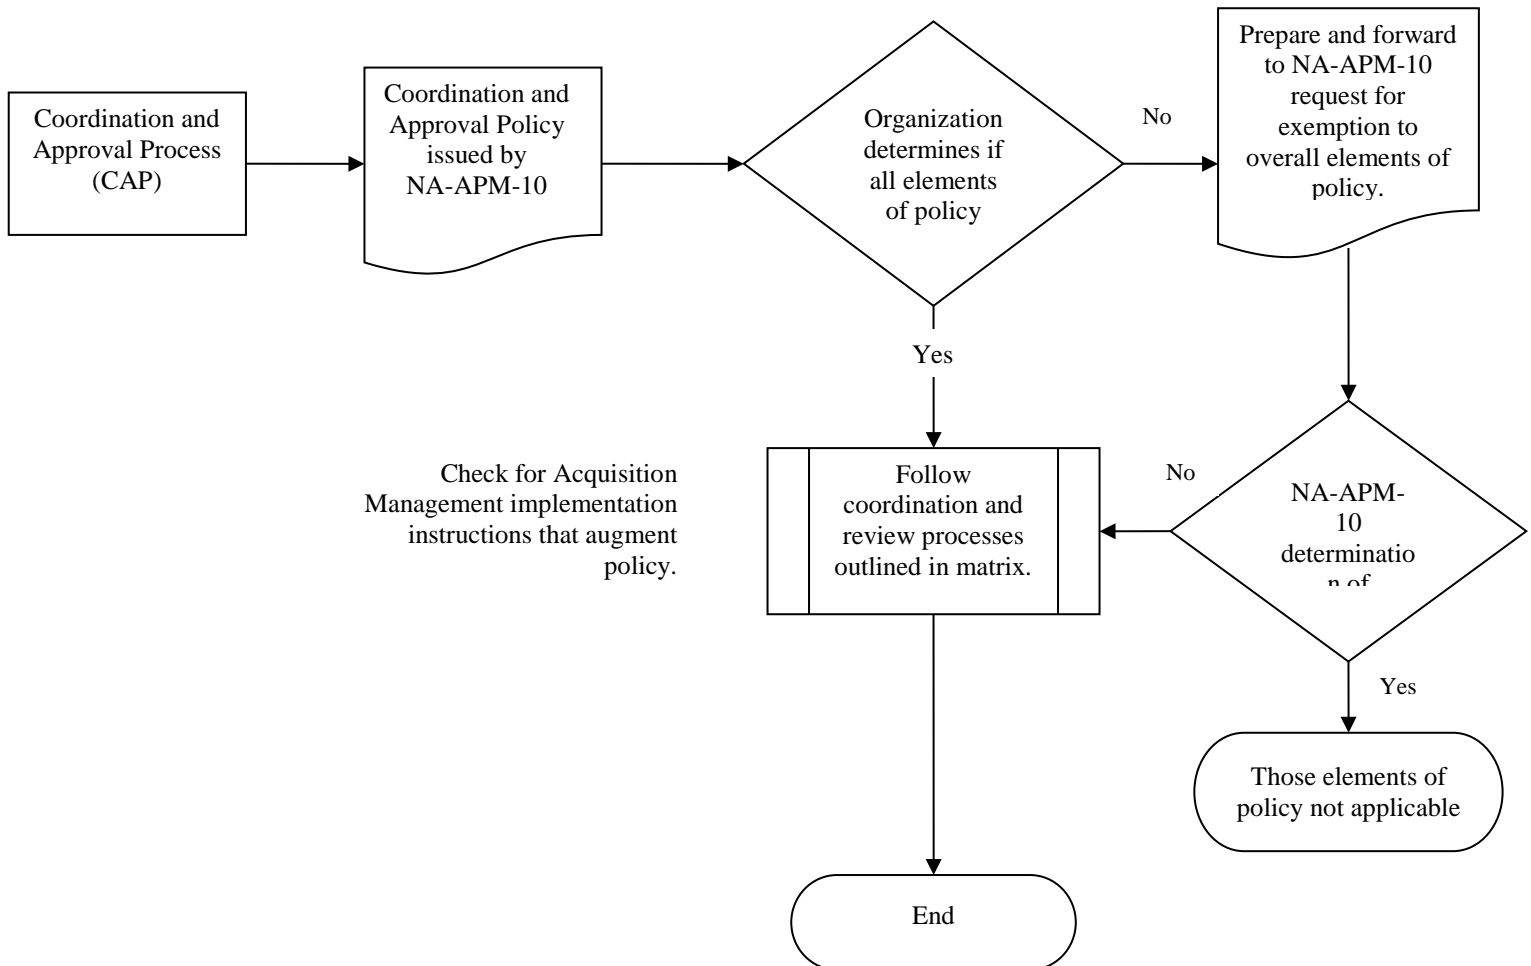 Coordination and
Approval Process
(CAP)
Coordination and
Approval Policy
issued by
NA-APM-10
Organization
determines if
all elements
of policy
No
Prepare and forward
to NA-APM-10
request for
exemption to
overall elements of
policy.
Yes
Check for Acquisition
Management implementation
instructions that augment
policy.
Follow
coordination and
review processes
outlined in matrix.
No
NA-APM-
10
determinatio
n of
Yes
Those elements of
policy not applicable
End